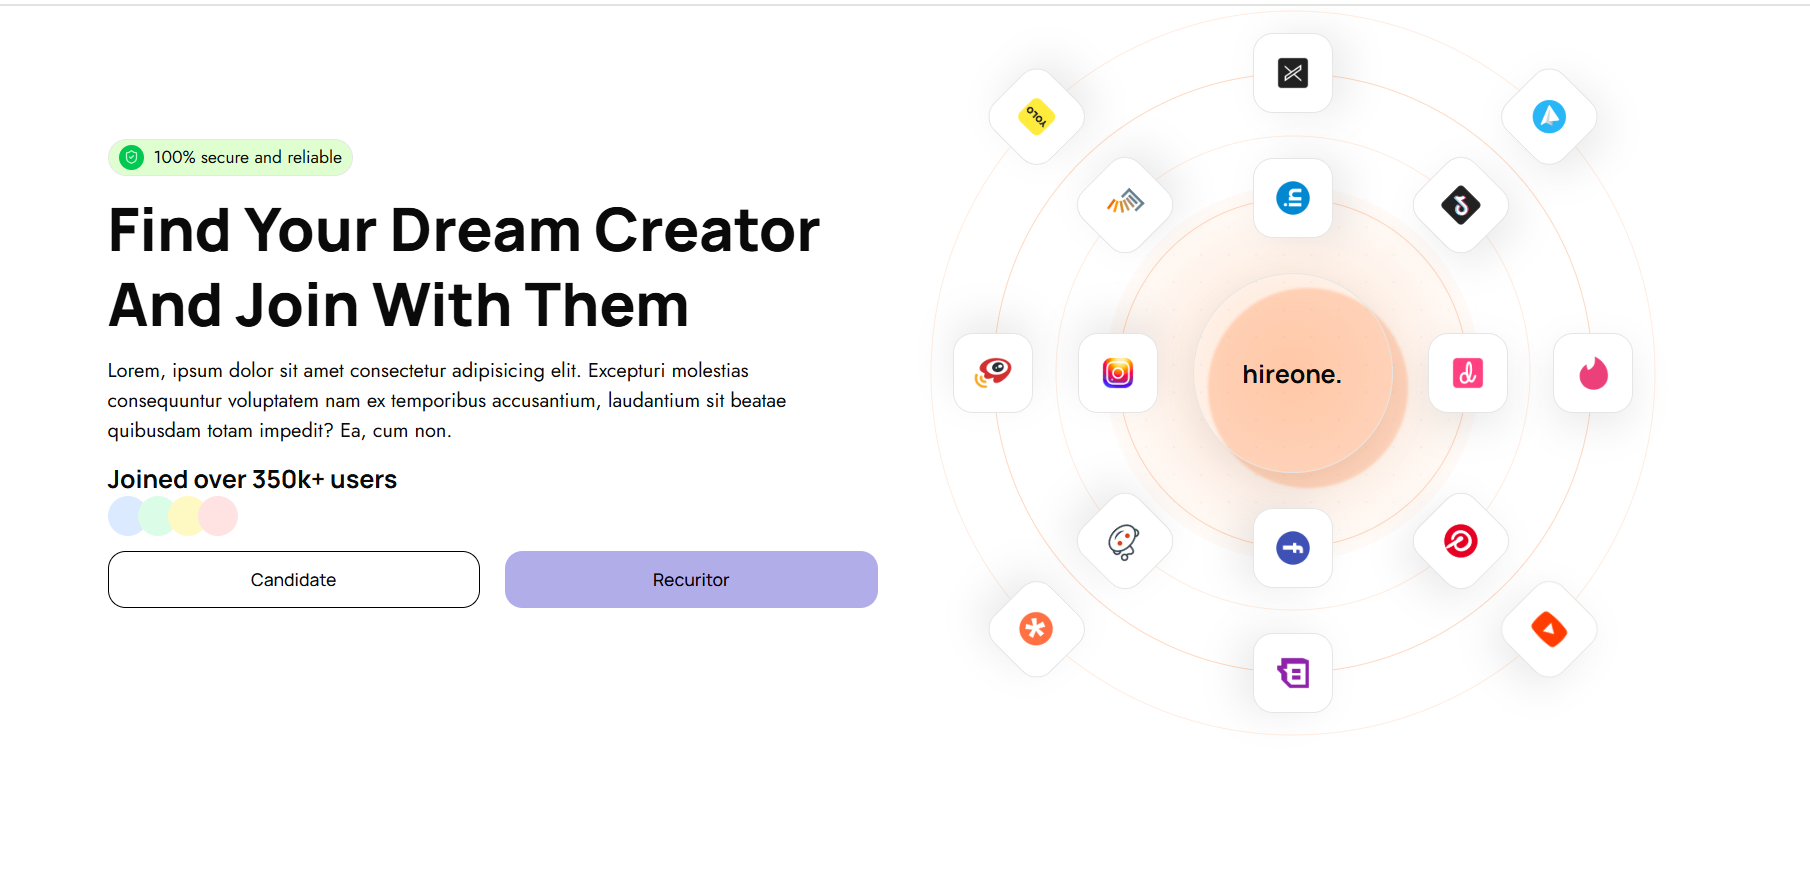 100% secure and reliable
Find Your Dream Creator
And Join With Them
Lorem, ipsum dolor sit amet consectetur adipisicing elit. Excepturi molestias
consequuntur voluptatem nam ex temporibus accusantium, laudantium sit beatae
quibusdam totam impedit? Ea, cum non.
Joined over 350k+ users
Candidate
Recuritor
YOLO
in
d
hireone.